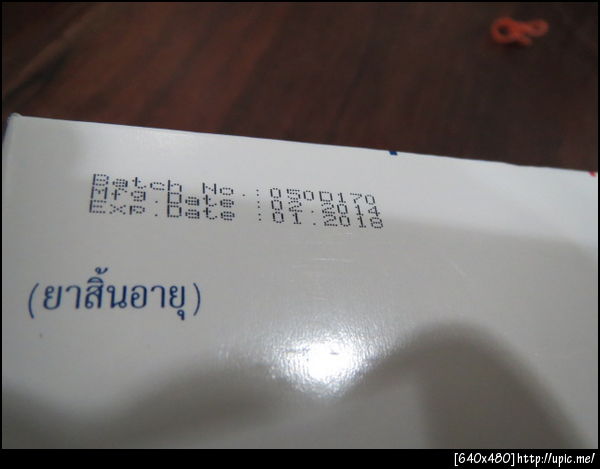 Batch No.:050D170
Mfg.Date :02.2014
Exp.Date :01.2018
(ยาสิ้นอายุ)
[640x480]http://upic.me/